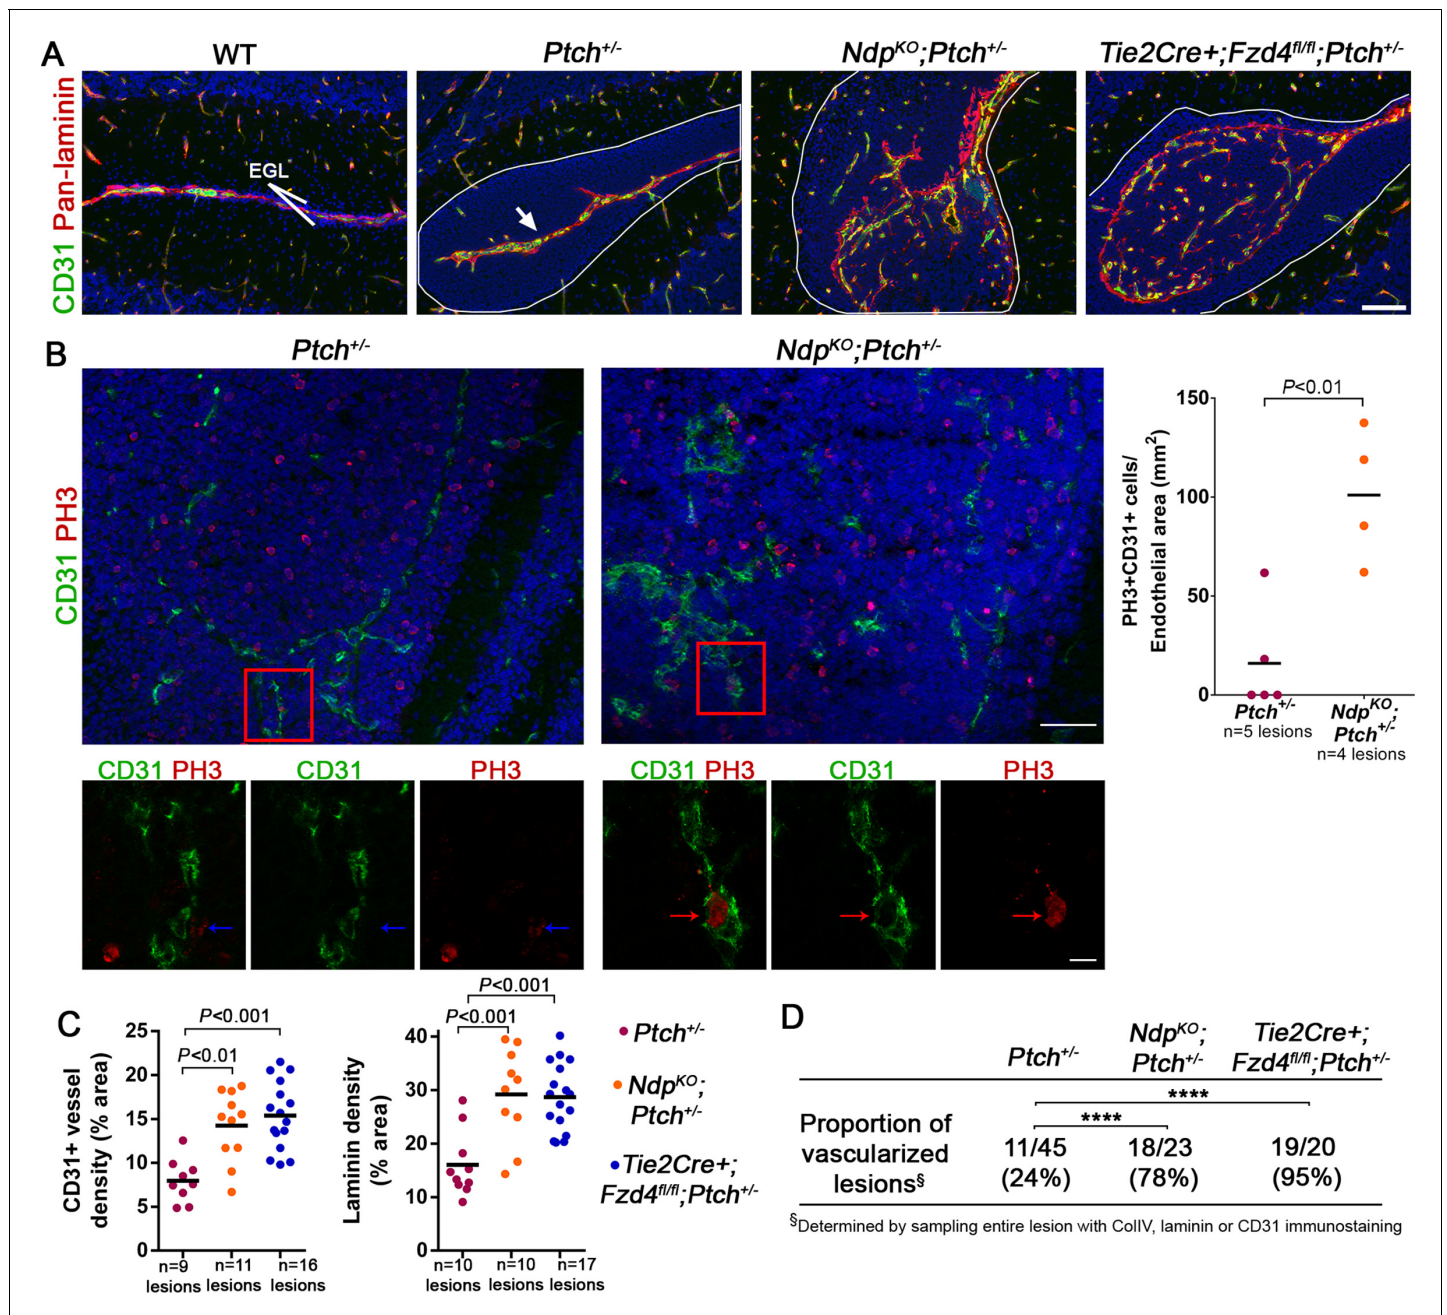 A
WT
Ptch+/-
NdpKO;Ptch+/-
Tie2Cre+;Fzd4fl/fl;Ptch+/-
CD31 Pan-laminin
EGL
B
Ptch+/-
NdpKO;Ptch+/-
CD31 PH3
P<0.01
150
100
50
0
PH3+CD31+ cells/
Endothelial area (mm2)
Ptch+/-
n=5 lesions
NdpKO;
Ptch+/-
n=4 lesions
CD31 PH3
CD31
PH3
CD31 PH3
CD31
PH3
C
P<0.001
P<0.01
25
20
15
10
5
0
CD31+ vessel
density (% area)
n=9
lesions
n=11
lesions
n=16
lesions
P<0.001
P<0.001
40
30
20
10
0
Laminin density
(% area)
n=10
lesions
n=10
lesions
n=17
lesions
Ptch+/-
NdpKO;
Ptch+/-
Tie2Cre+;
Fzd4fl/fl;Ptch+/-
D
Ptch+/-
NdpKO;
Ptch+/-
Tie2Cre+;
Fzd4fl/fl;Ptch+/-
****
****
Proportion of
vascularized
lesions§
11/45
(24%)
18/23
(78%)
19/20
(95%)
§Determined by sampling entire lesion with ColIV, laminin or CD31 immunostaining